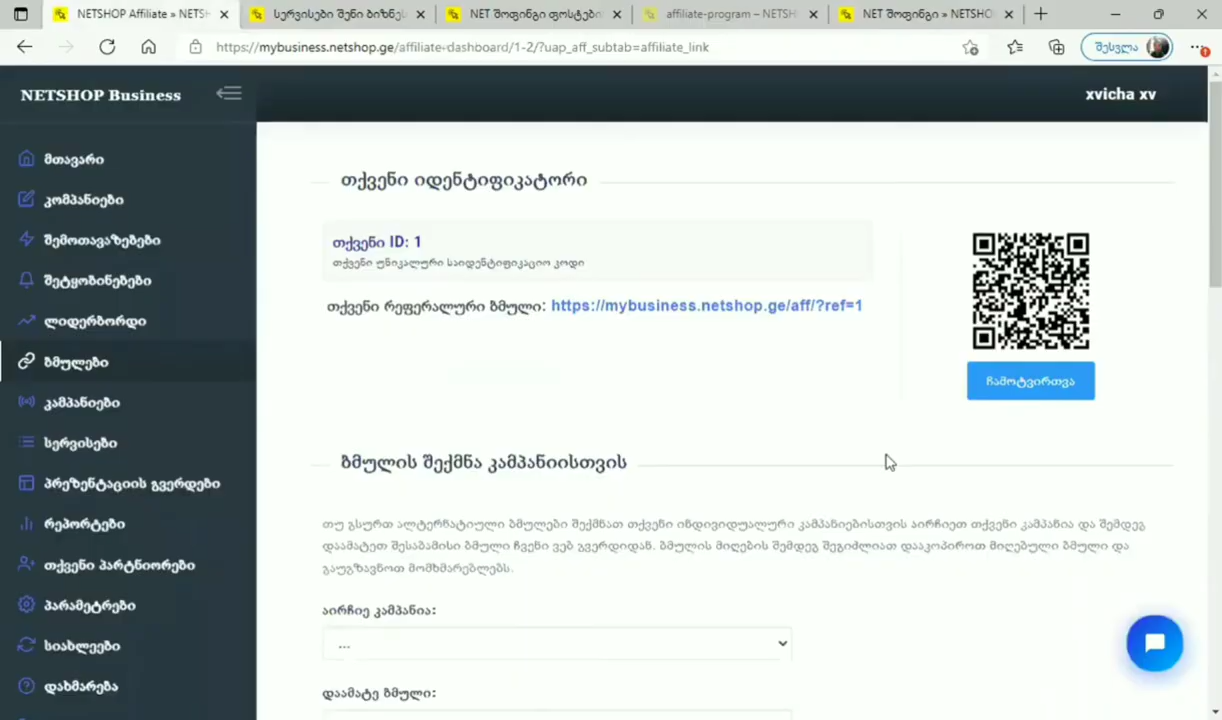 NETSHOP Affiliate » NETSH
სერვისები შენი ბიზნეს
NET შოფინგი ფოსტები
affiliate-program – NETSH
NET შოფინგი » NETSHO
https://mybusiness.netshop.ge/affiliate-dashboard/1-2/?uap_aff_subtab=affiliate_link
შესვლა
NETSHOP Business
xvicha xv
მთავარი
კომპანიები
შემოთავაზებები
შეტყობინებები
ლიდერბორდი
ბმულები
კამპანიები
სერვისები
პრეზენტაციის გვერდები
რეპორტები
თქვენი პარტნიორები
პარამეტრები
სიახლეები
დახმარება
თქვენი იდენტიფიკატორი
თქვენი ID: 1
თქვენი უნიკალური საიდენტიფიკაციო კოდი
თქვენი რეფერალური ბმული: https://mybusiness.netshop.ge/aff/?ref=1
ჩამოტვირთვა
ბმულის შექმნა კამპანიისთვის
თუ გსურთ ალტერნატიული ბმულები შექმნათ თქვენი ინდივიდუალური კამპანიებისთვის აირჩიეთ თქვენი კამპანია და შემდეგ
დაამატეთ შესაბამისი ბმული ჩვენი ვებ გვერდიდან. ბმულის მიღების შემდეგ შეგიძლიათ დააკოპიროთ მიღებული ბმული და
გაუგზავნოთ მომხმარებლებს.
აირჩიე კამპანია:
...
დაამატე ბმული: